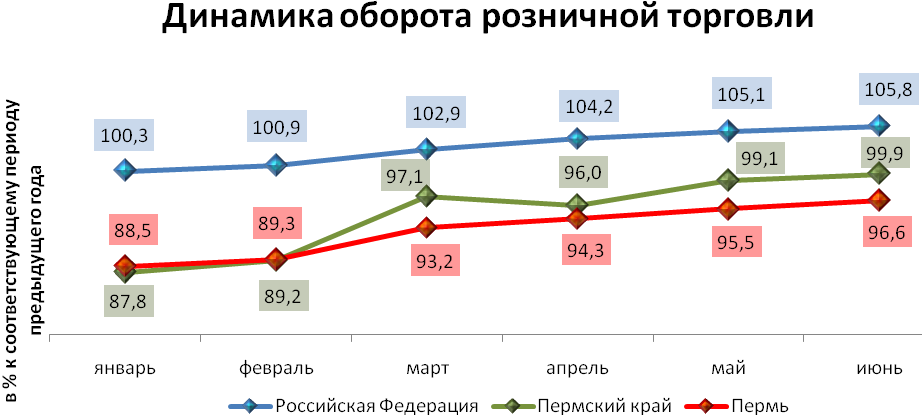 Динамика оборота розничной торговли
в % к соответствующему периоду
предыдущего года
100,3
100,9
102,9
104,2
105,1
105,8
97,1
96,0
99,1
99,9
88,5
89,3
93,2
94,3
95,5
96,6
87,8
89,2
январь
февраль
март
апрель
май
июнь
Российская Федерация
Пермский край
Пермь